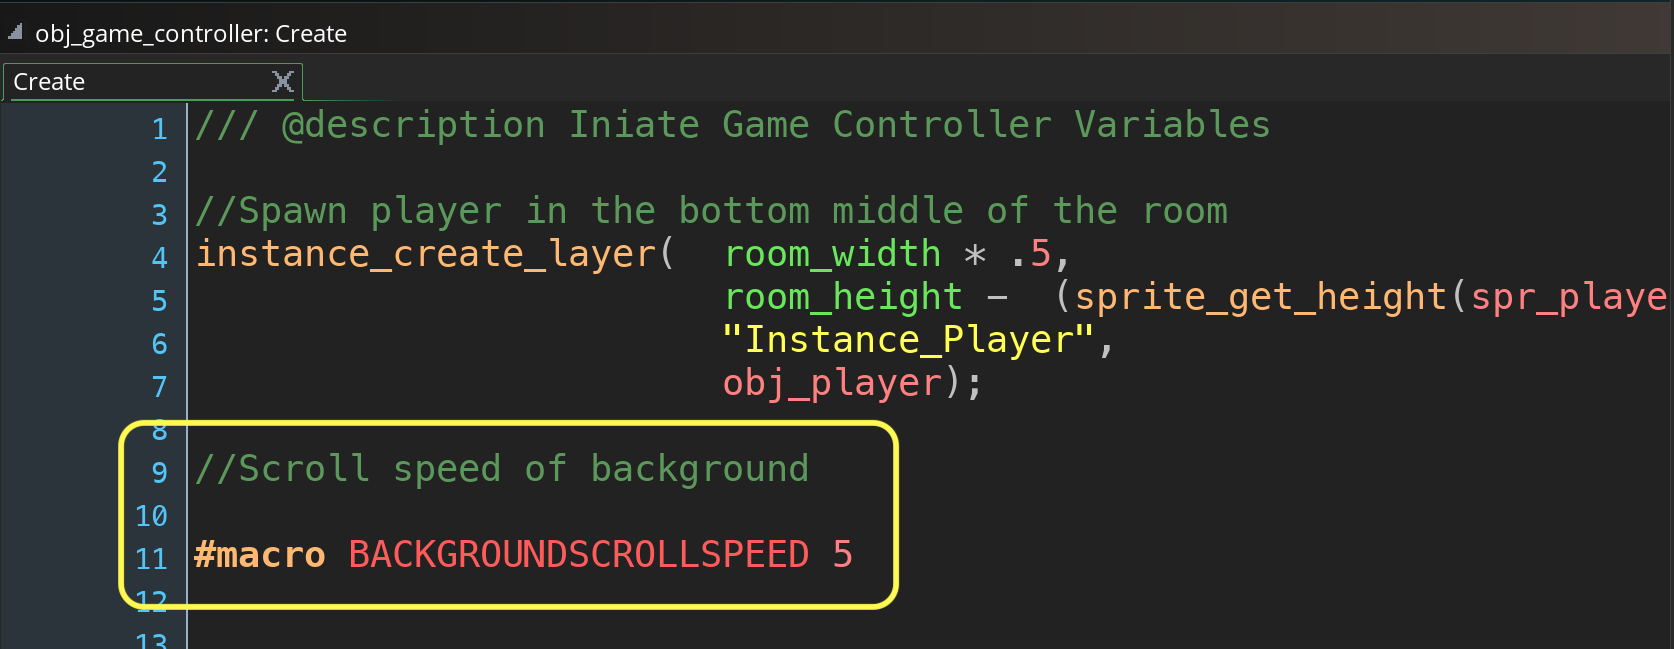 obj_game_controller: Create
Create
1 /// @description Iniate Game Controller Variables
2
3 //Spawn player in the bottom middle of the room
4 instance_create_layer( room_width * .5,
5 room_height - (sprite_get_height(spr_playe
6 "Instance_Player",
7 obj_player);
8
9 //Scroll speed of background
10
11 #macro BACKGROUNDSCROLLSPEED 5
12
13